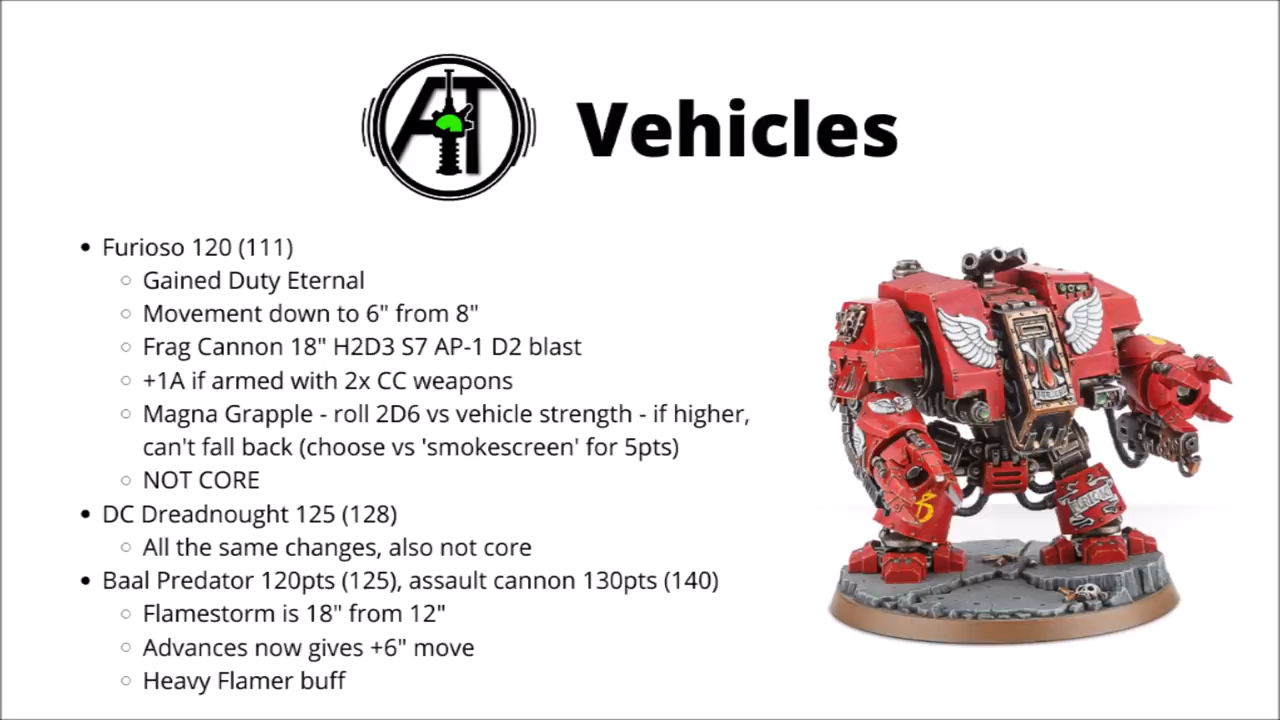 AT
Vehicles
Furioso 120 (111)
Gained Duty Eternal
Movement down to 6" from 8"
Frag Cannon 18" H2D3 S7 AP-1 D2 blast
+1A if armed with 2x CC weapons
Magna Grapple - roll 2D6 vs vehicle strength - if higher,
can't fall back (choose vs 'smokescreen' for 5pts)
NOT CORE
DC Dreadnought 125 (128)
All the same changes, also not core
Baal Predator 120pts (125), assault cannon 130pts (140)
Flamestorm is 18" from 12"
Advances now gives +6" move
Heavy Flamer buff